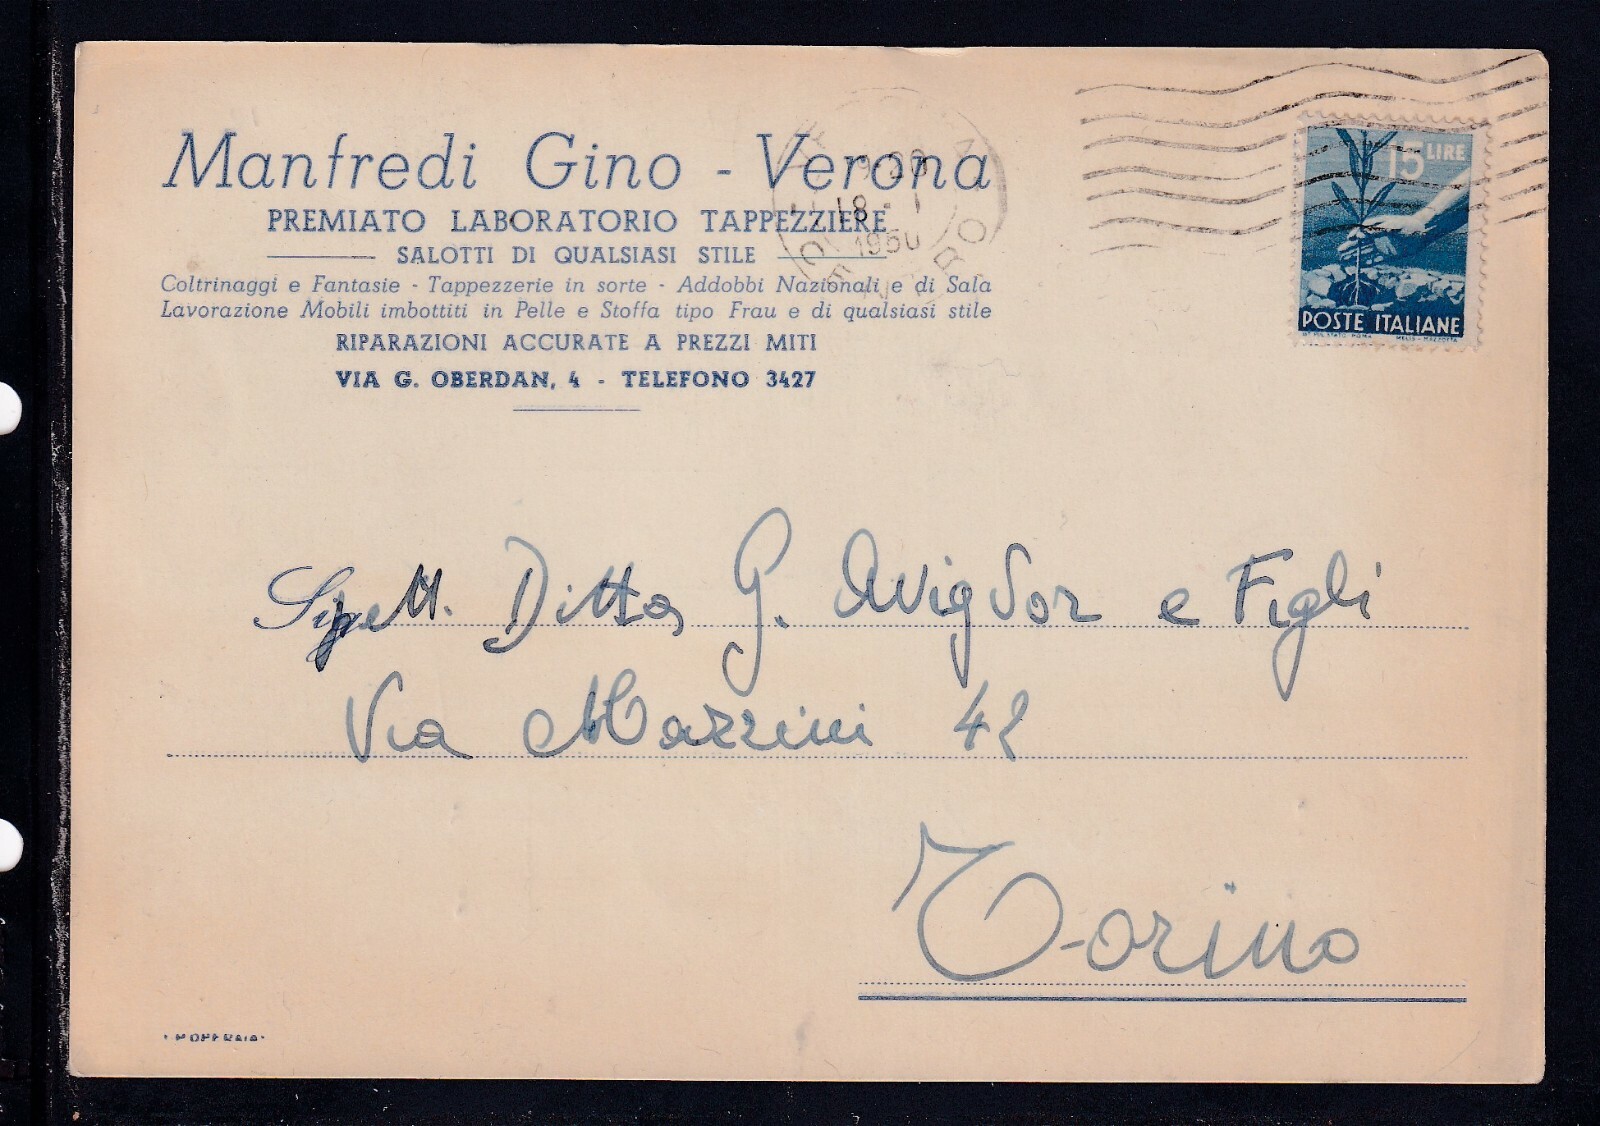 Manfredi Gino - Verona
PREMIATO LABORATORIO TAPPEZZIERE
SALOTTI DI QUALSIASI STILE
Coltrinaggi e Fantasie - Tappezzerie in sorte - Addobbi Nazionali e di Sala
Lavorazione Mobili imbottiti in Pelle e Stoffa tipo Frau e di qualsiasi stile
RIPARAZIONI ACCURATE A PREZZI MITI
VIA G. OBERDAN, 4 - TELEFONO 3427
18 - 1
1950
15 LIRE
POSTE ITALIANE
Ditta G. Avigdor e Figli
Via Mazzini 42
Torino